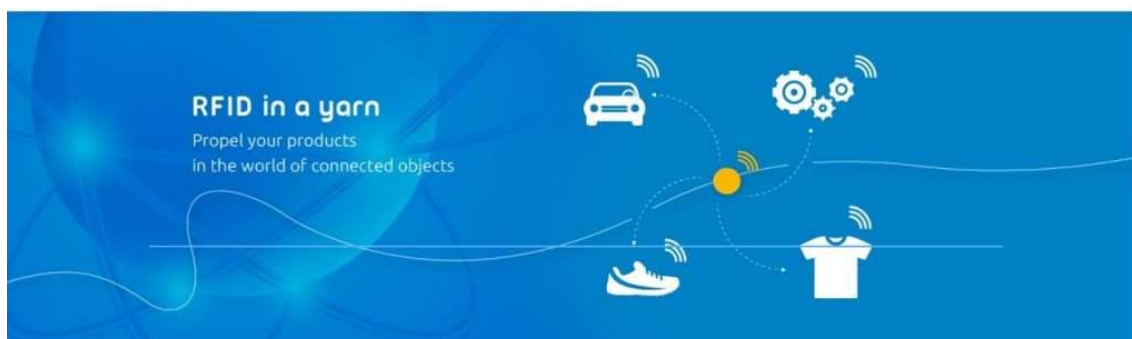 RFID in a yarn
Propel your products
in the world of connected objects